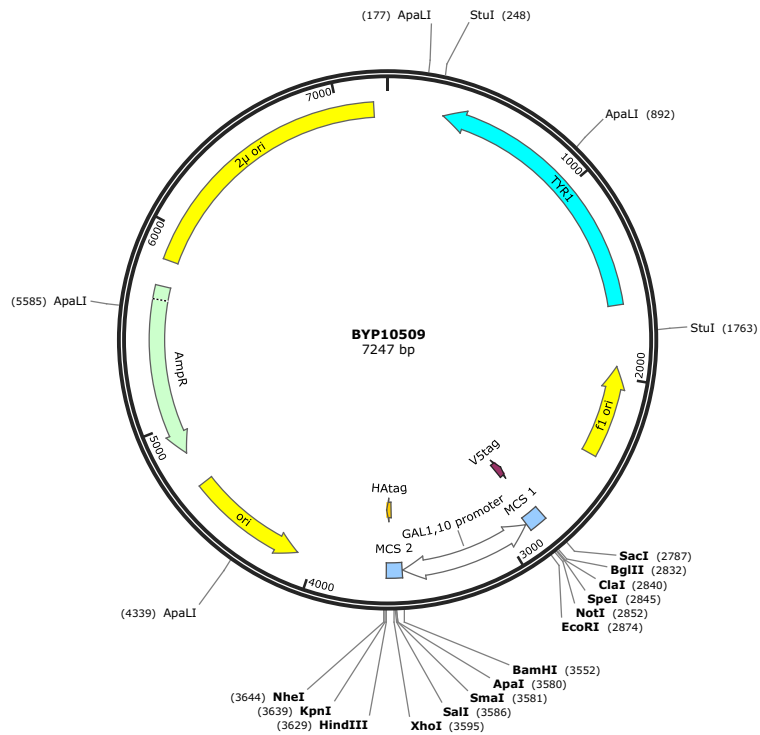 (177) ApaLI
StuI (248)
ApaLI (892)
7000
1000
2μ ori
TYR1
6000
(5585) ApaLI
BYP10509
7247 bp
StuI (1763)
2000
AmpR
f1 ori
5000
V5tag
HAtag
MCS 1
GAL1,10 promoter
ori
MCS 2
3000
4000
SacI (2787)
BglII (2832)
ClaI (2840)
SpeI (2845)
NotI (2852)
EcoRI (2874)
(4339) ApaLI
BamHI (3552)
ApaI (3580)
SmaI (3581)
SalI (3586)
XhoI (3595)
(3644) NheI
(3639) KpnI
(3629) HindIII